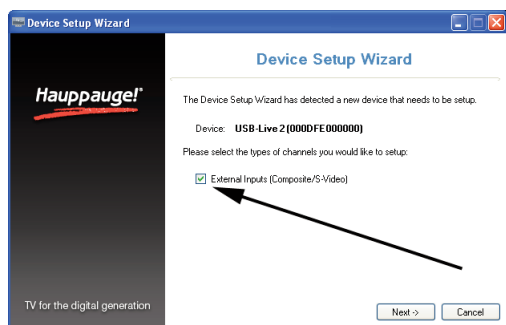 Device Setup Wizard
Device Setup Wizard
Hauppauge!®
The Device Setup Wizard has detected a new device that needs to be setup.
Device: USB-Live 2 (000DFE000000)
Please select the types of channels you would like to setup:
External Inputs (Composite/S-Video)
TV for the digital generation
Next -> Cancel